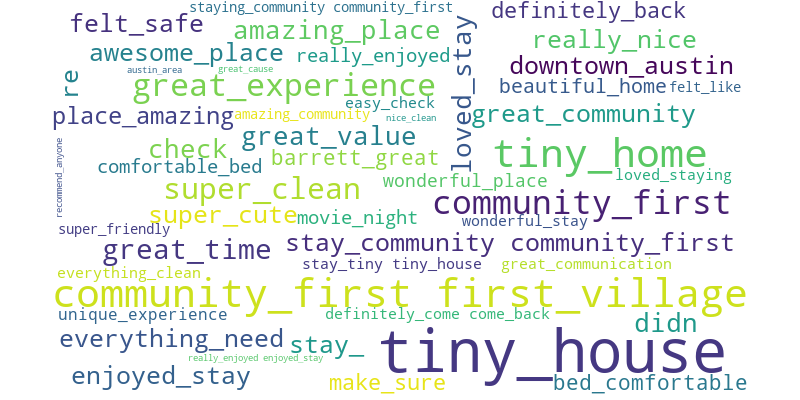 staying_community community_first
felt_safe
amazing_place
loved_stay
definitely_back
awesome_place
really_enjoyed
really_nice
re
austin_area
great_cause
downtown_austin
great_experience
beautiful_home
felt_like
easy_check
place_amazing
amazing_community
nice_clean
great_community
great_value
recommend_anyone
check
barrett_great
tiny_home
comfortable_bed
loved_staying
super_clean
wonderful_place
community_first
super_cute
movie_night
wonderful_stay
super_friendly
great_time
stay_community community_first
stay_tiny tiny_house
great_communication
everything_clean
community_first first_village
unique_experience
definitely_come come_back
didn
everything_need
stay_
tiny_house
really_enjoyed enjoyed_stay
enjoyed_stay
make_sure
bed_comfortable